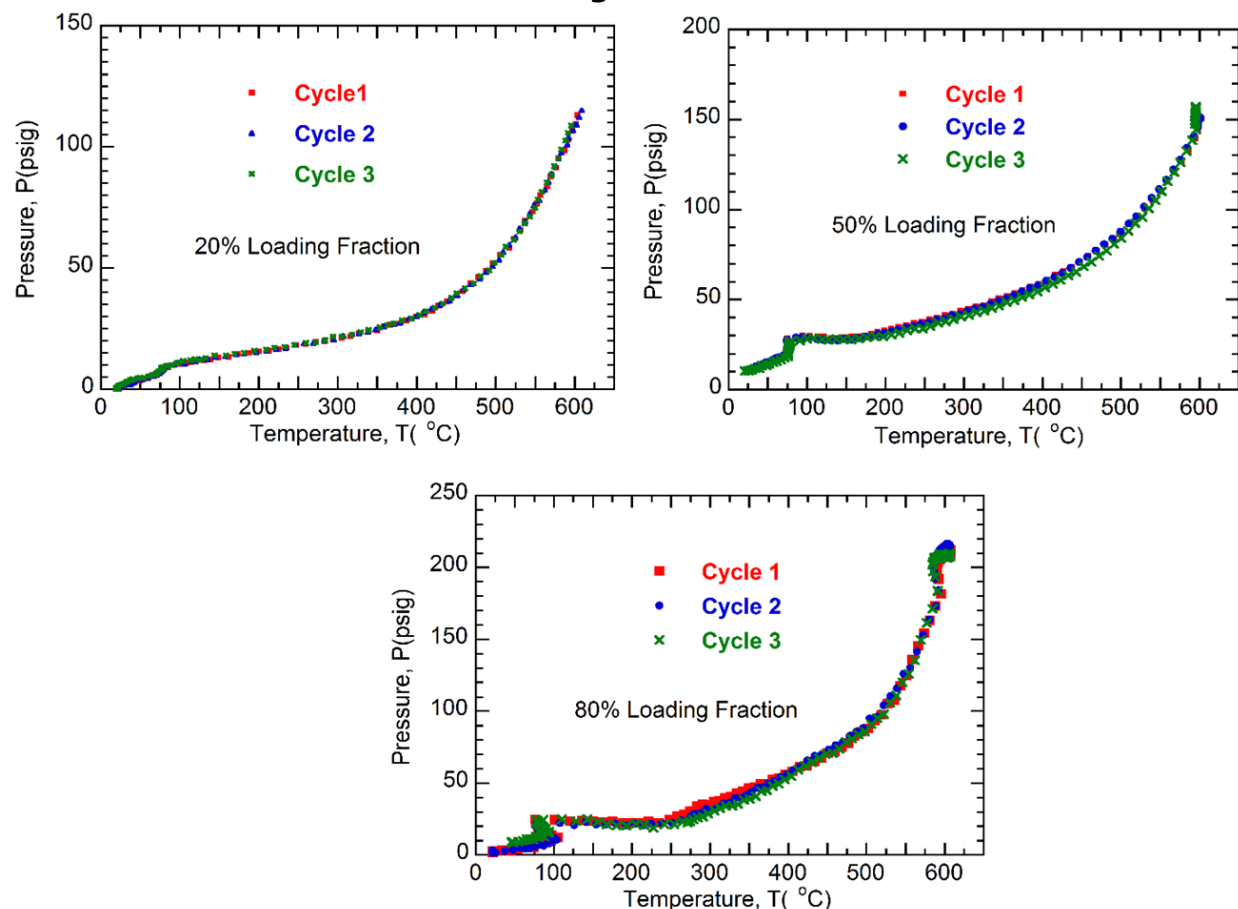 150
100
50
0
Pressure, P(psig)
Cycle1
Cycle 2
Cycle 3
20% Loading Fraction
0 100 200 300 400 500 600
Temperature, T( °C)
200
150
100
50
0
Pressure, P(psig)
Cycle 1
Cycle 2
Cycle 3
50% Loading Fraction
0 100 200 300 400 500 600
Temperature, T( °C)
250
200
150
100
50
0
Pressure, P(psig)
Cycle 1
Cycle 2
Cycle 3
80% Loading Fraction
0 100 200 300 400 500 600
Temperature, T( °C)